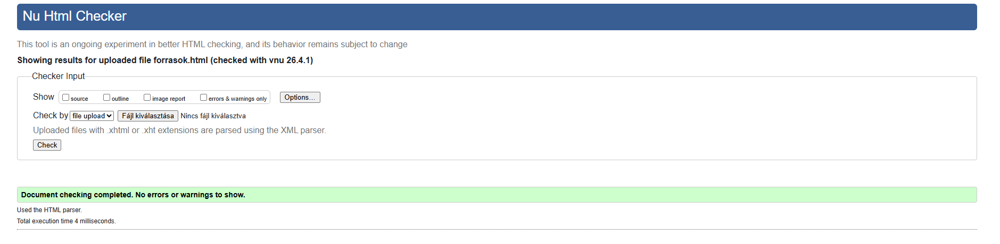 Nu Html Checker
This tool is an ongoing experiment in better HTML checking, and its behavior remains subject to change
Showing results for uploaded file forrasok.html (checked with vnu 26.4.1)
Checker Input
Show source outline image report errors & warnings only Options...
Check by file upload Fájl kiválasztása Nincs fájl kiválasztva
Uploaded files with .xhtml or .xht extensions are parsed using the XML parser.
Check
Document checking completed. No errors or warnings to show.
Used the HTML parser.
Total execution time 4 milliseconds.